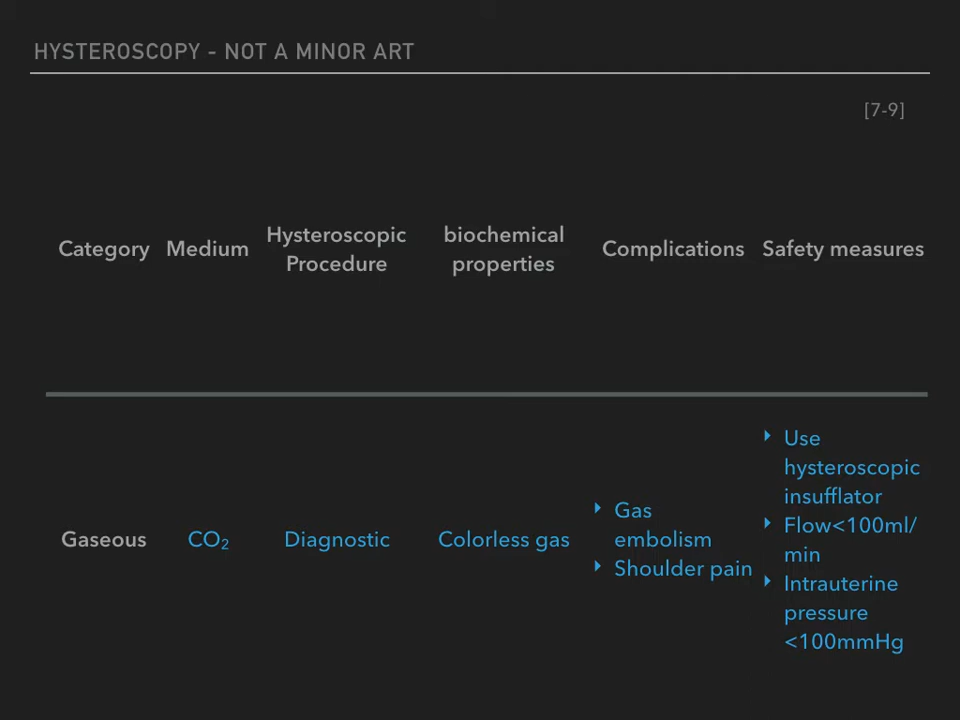 HYSTEROSCOPY - NOT A MINOR ART
[7-9]
Category
Medium
Hysteroscopic
Procedure
biochemical
properties
Complications
Safety measures
Gaseous
CO₂
Diagnostic
Colorless gas
‣ Gas
embolism
‣ Shoulder pain
‣ Use
hysteroscopic
insufflator
‣ Flow<100ml/
min
‣ Intrauterine
pressure
<100mmHg